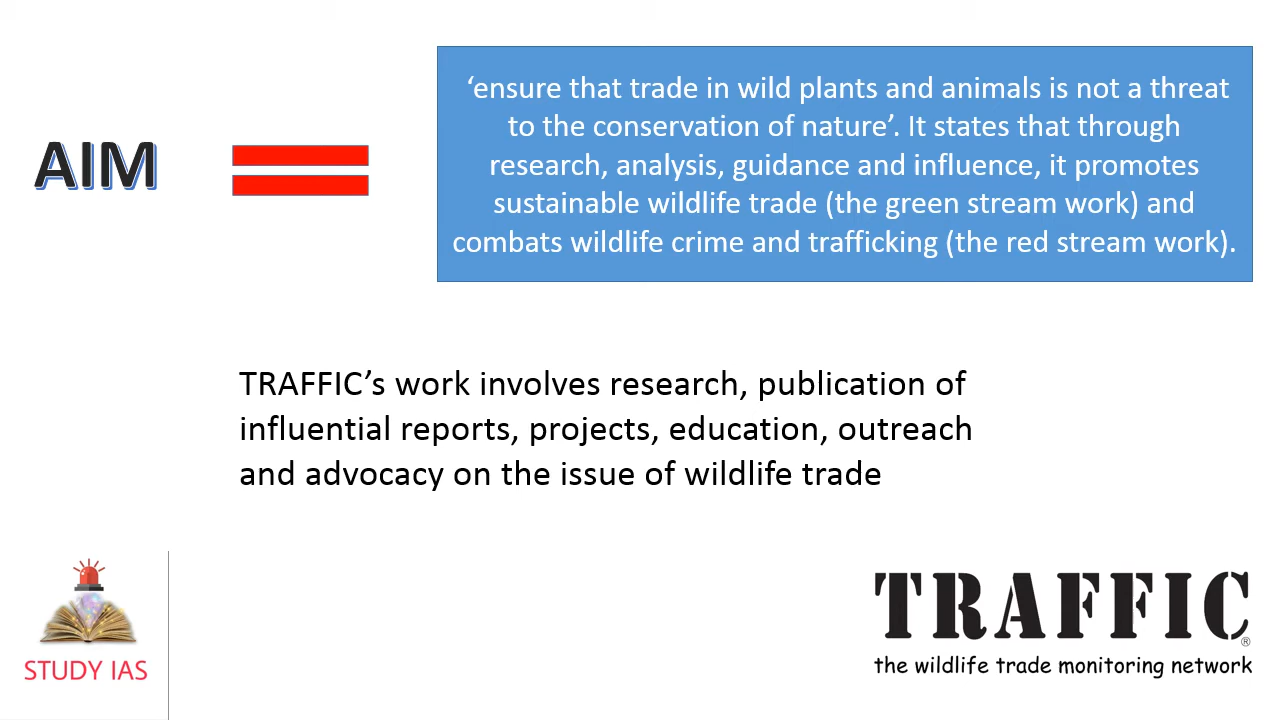 AIM
‘ensure that trade in wild plants and animals is not a threat
to the conservation of nature’. It states that through
research, analysis, guidance and influence, it promotes
sustainable wildlife trade (the green stream work) and
combats wildlife crime and trafficking (the red stream work).
TRAFFIC’s work involves research, publication of
influential reports, projects, education, outreach
and advocacy on the issue of wildlife trade
STUDY IAS
TRAFFIC®
the wildlife trade monitoring network